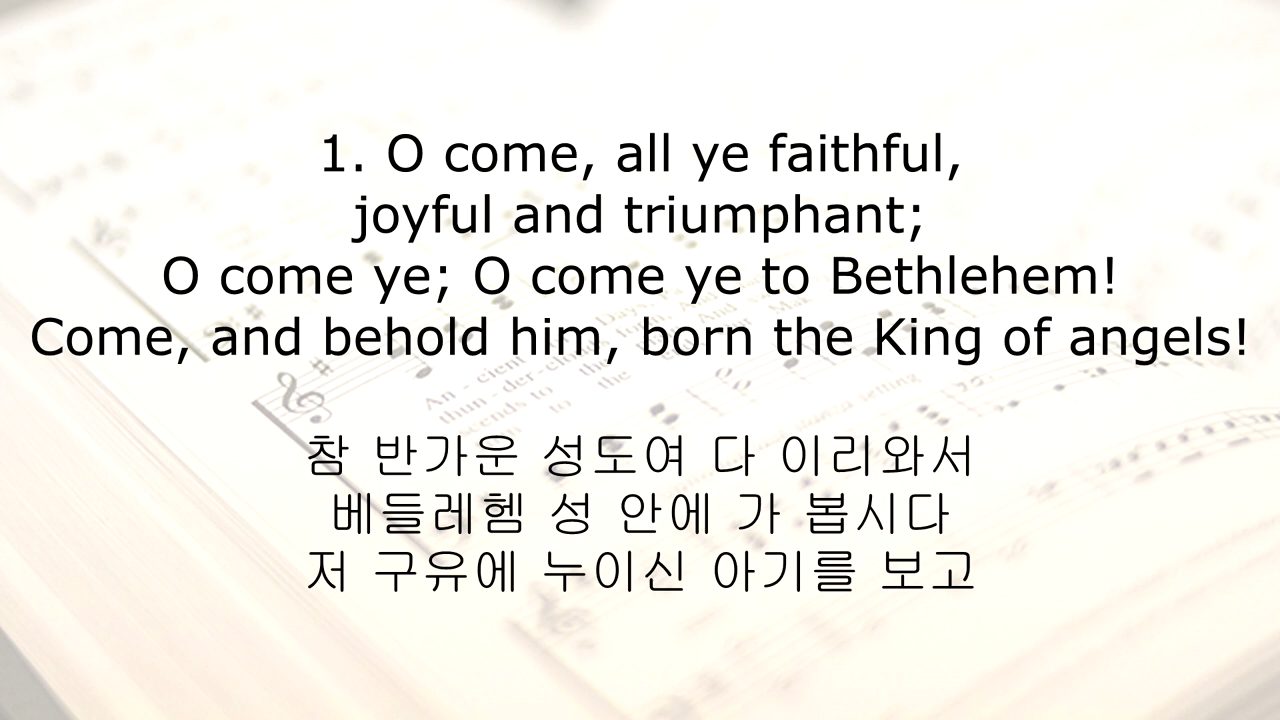 1. O come, all ye faithful,
joyful and triumphant;
O come ye; O come ye to Bethlehem!
Come, and behold him, born the King of angels!
참 반가운 성도여 다 이리와서
베들레헴 성 안에 가 봅시다
저 구유에 누이신 아기를 보고